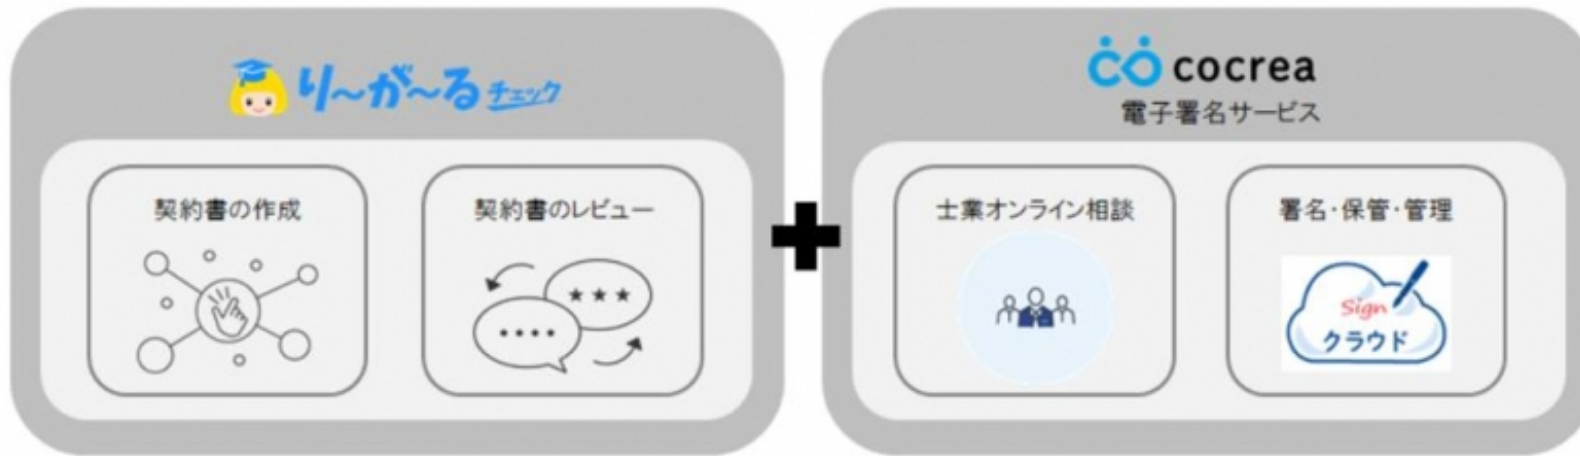 り～が～るチェック
契約書の作成
契約書のレビュー
cocrea
電子署名サービス
士業オンライン相談
署名・保管・管理
Sign
クラウド